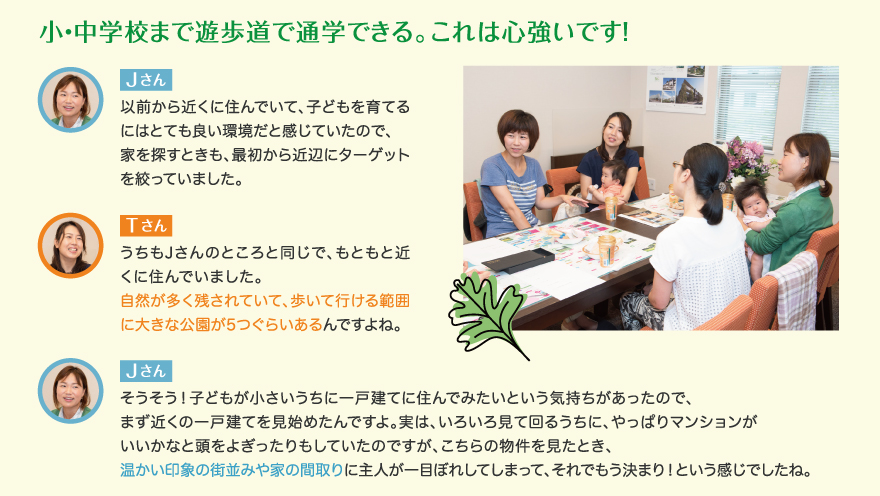 小・中学校まで遊歩道で通学できる。これは心強いです!
Jさん
以前から近くに住んでいて、子どもを育てる
にはとても良い環境だと感じていたので、
家を探すときも、最初から近辺にターゲット
を絞っていました。
Tさん
うちもJさんのところと同じで、もともと近
くに住んでいました。
自然が多く残されていて、歩いて行ける範囲
に大きな公園が5つぐらいあるんですよね。
Jさん
そうそう!子どもが小さいうちに一戸建てに住んでみたいという気持ちがあったので、
まず近くの一戸建てを見始めたんですよ。実は、いろいろ見て回るうちに、やっぱりマンションが
いいかなと頭をよぎったりもしていたのですが、こちらの物件を見たとき、
温かい印象の街並みや家の間取りに主人が一目ぼれしてしまって、それでもう決まり!という感じでしたね。